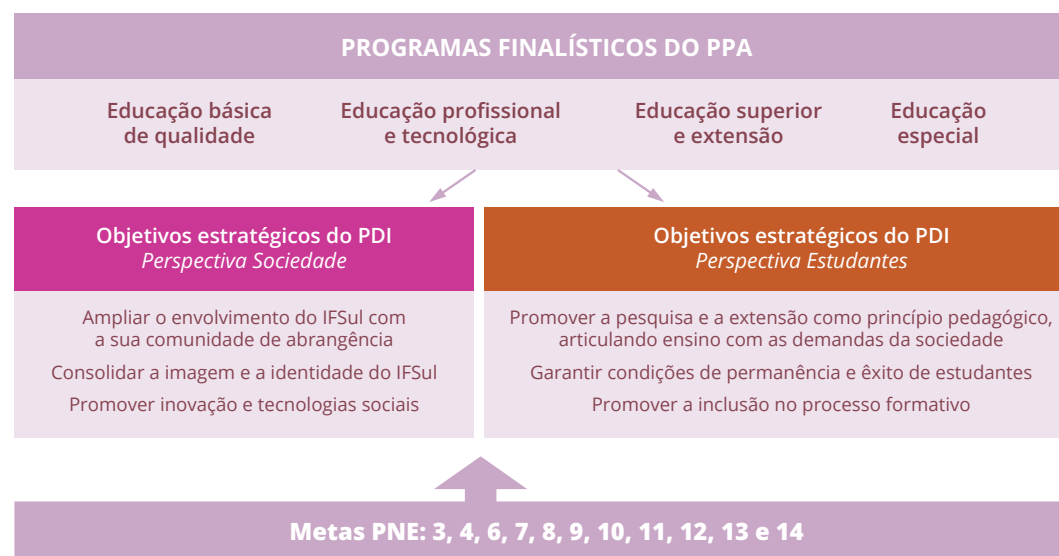 PROGRAMAS FINALÍSTICOS DO PPA
Educação básica
de qualidade
Educação profissional
e tecnológica
Educação superior
e extensão
Educação
especial
Objetivos estratégicos do PDI
Perspectiva Sociedade
Ampliar o envolvimento do IFSul com
a sua comunidade de abrangência
Consolidar a imagem e a identidade do IFSul
Promover inovação e tecnologias sociais
Objetivos estratégicos do PDI
Perspectiva Estudantes
Promover a pesquisa e a extensão como princípio pedagógico,
articulando ensino com as demandas da sociedade
Garantir condições de permanência e êxito de estudantes
Promover a inclusão no processo formativo
Metas PNE: 3, 4, 6, 7, 8, 9, 10, 11, 12, 13 e 14